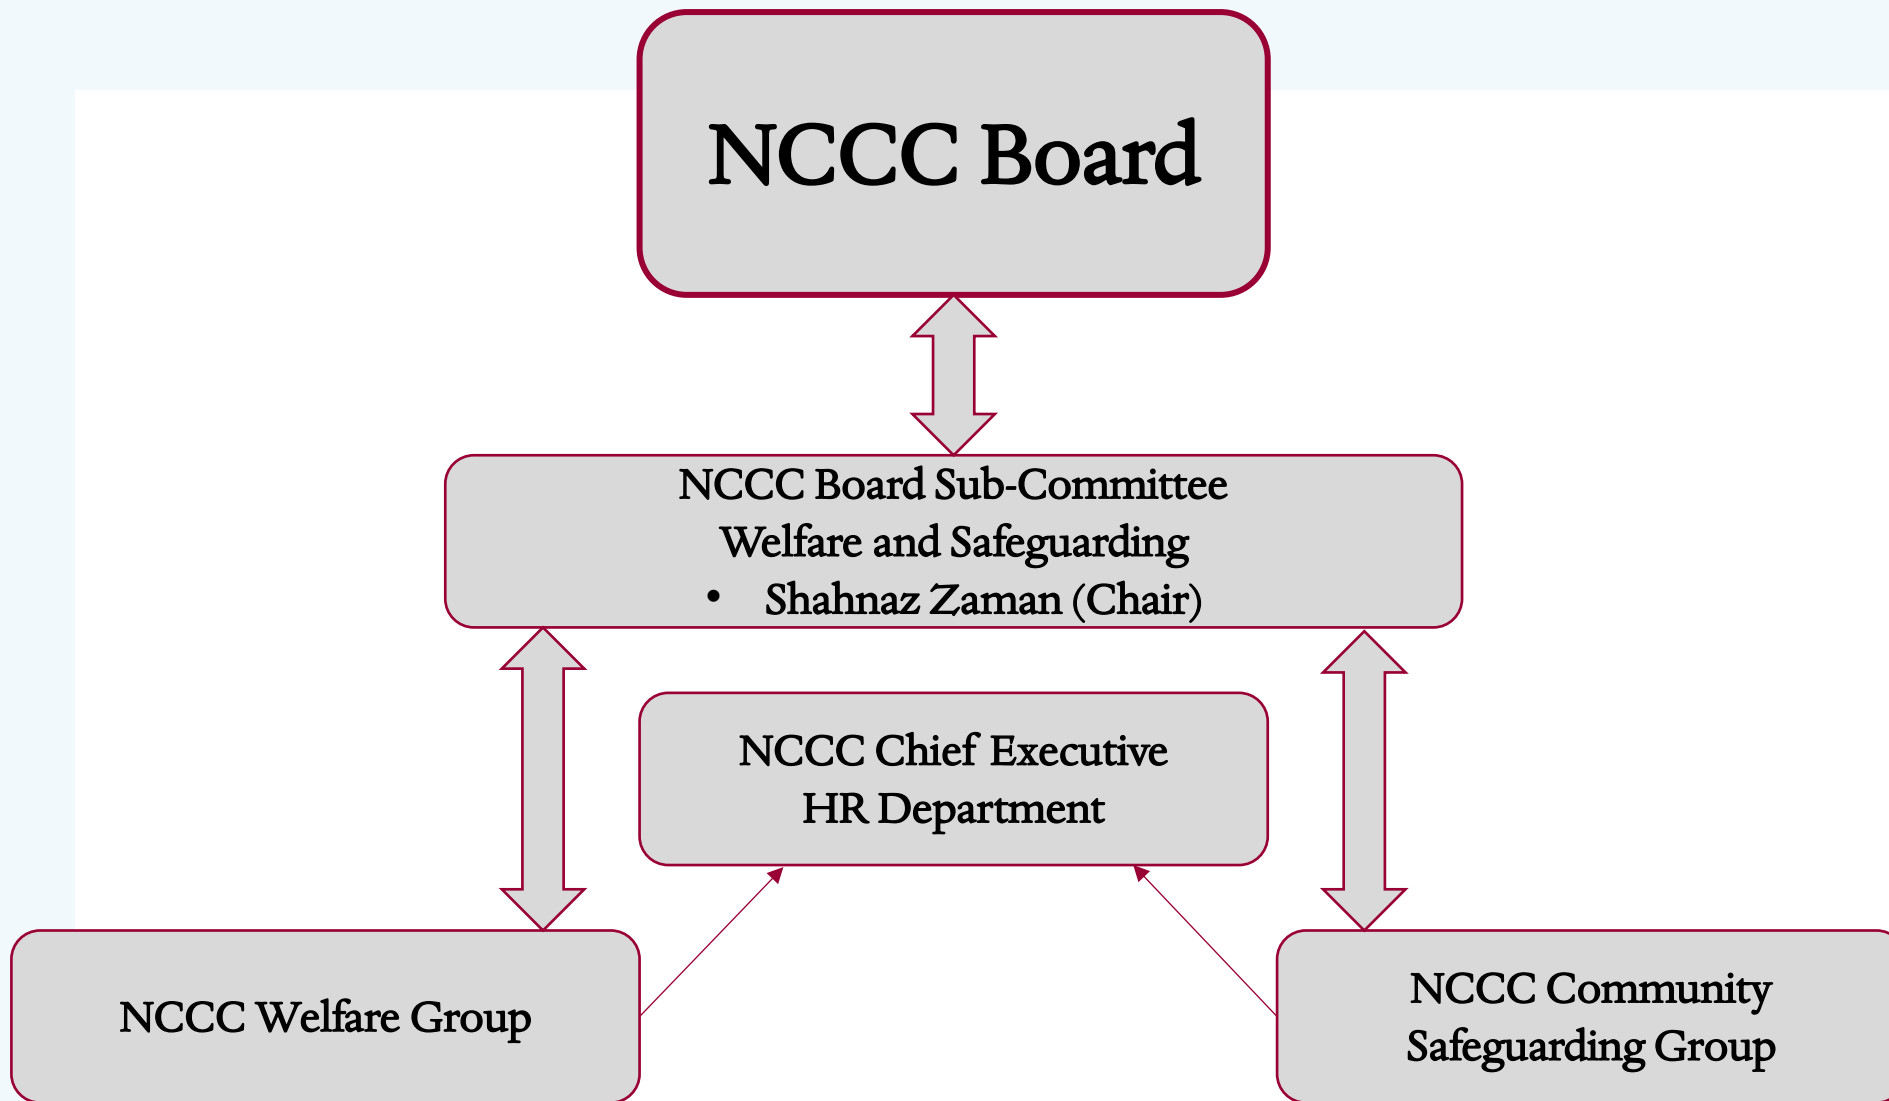 NCCC Board
NCCC Board Sub-Committee
Welfare and Safeguarding
• Shahnaz Zaman (Chair)
NCCC Chief Executive
HR Department
NCCC Welfare Group
NCCC Community
Safeguarding Group